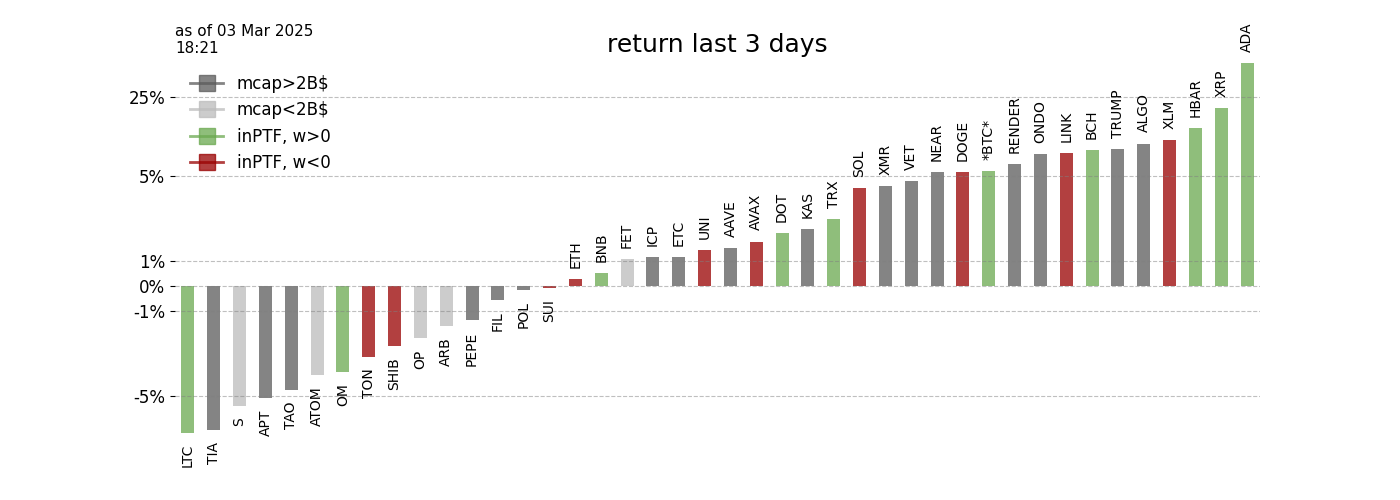 as of 03 Mar 2025
18:21
return last 3 days
mcap>2B$
mcap<2B$
inPTF, w>0
inPTF, w<0
25%
5%
1%
0%
-1%
-5%
LTC
TIA
S
APT
TAO
ATOM
OM
TON
SHIB
OP
ARB
PEPE
FIL
POL
SUI
ETH
BNB
FET
ICP
ETC
UNI
AAVE
AVAX
DOT
KAS
TRX
SOL
XMR
VET
NEAR
DOGE
*BTC*
RENDER
ONDO
LINK
BCH
TRUMP
ALGO
XLM
HBAR
XRP
ADA